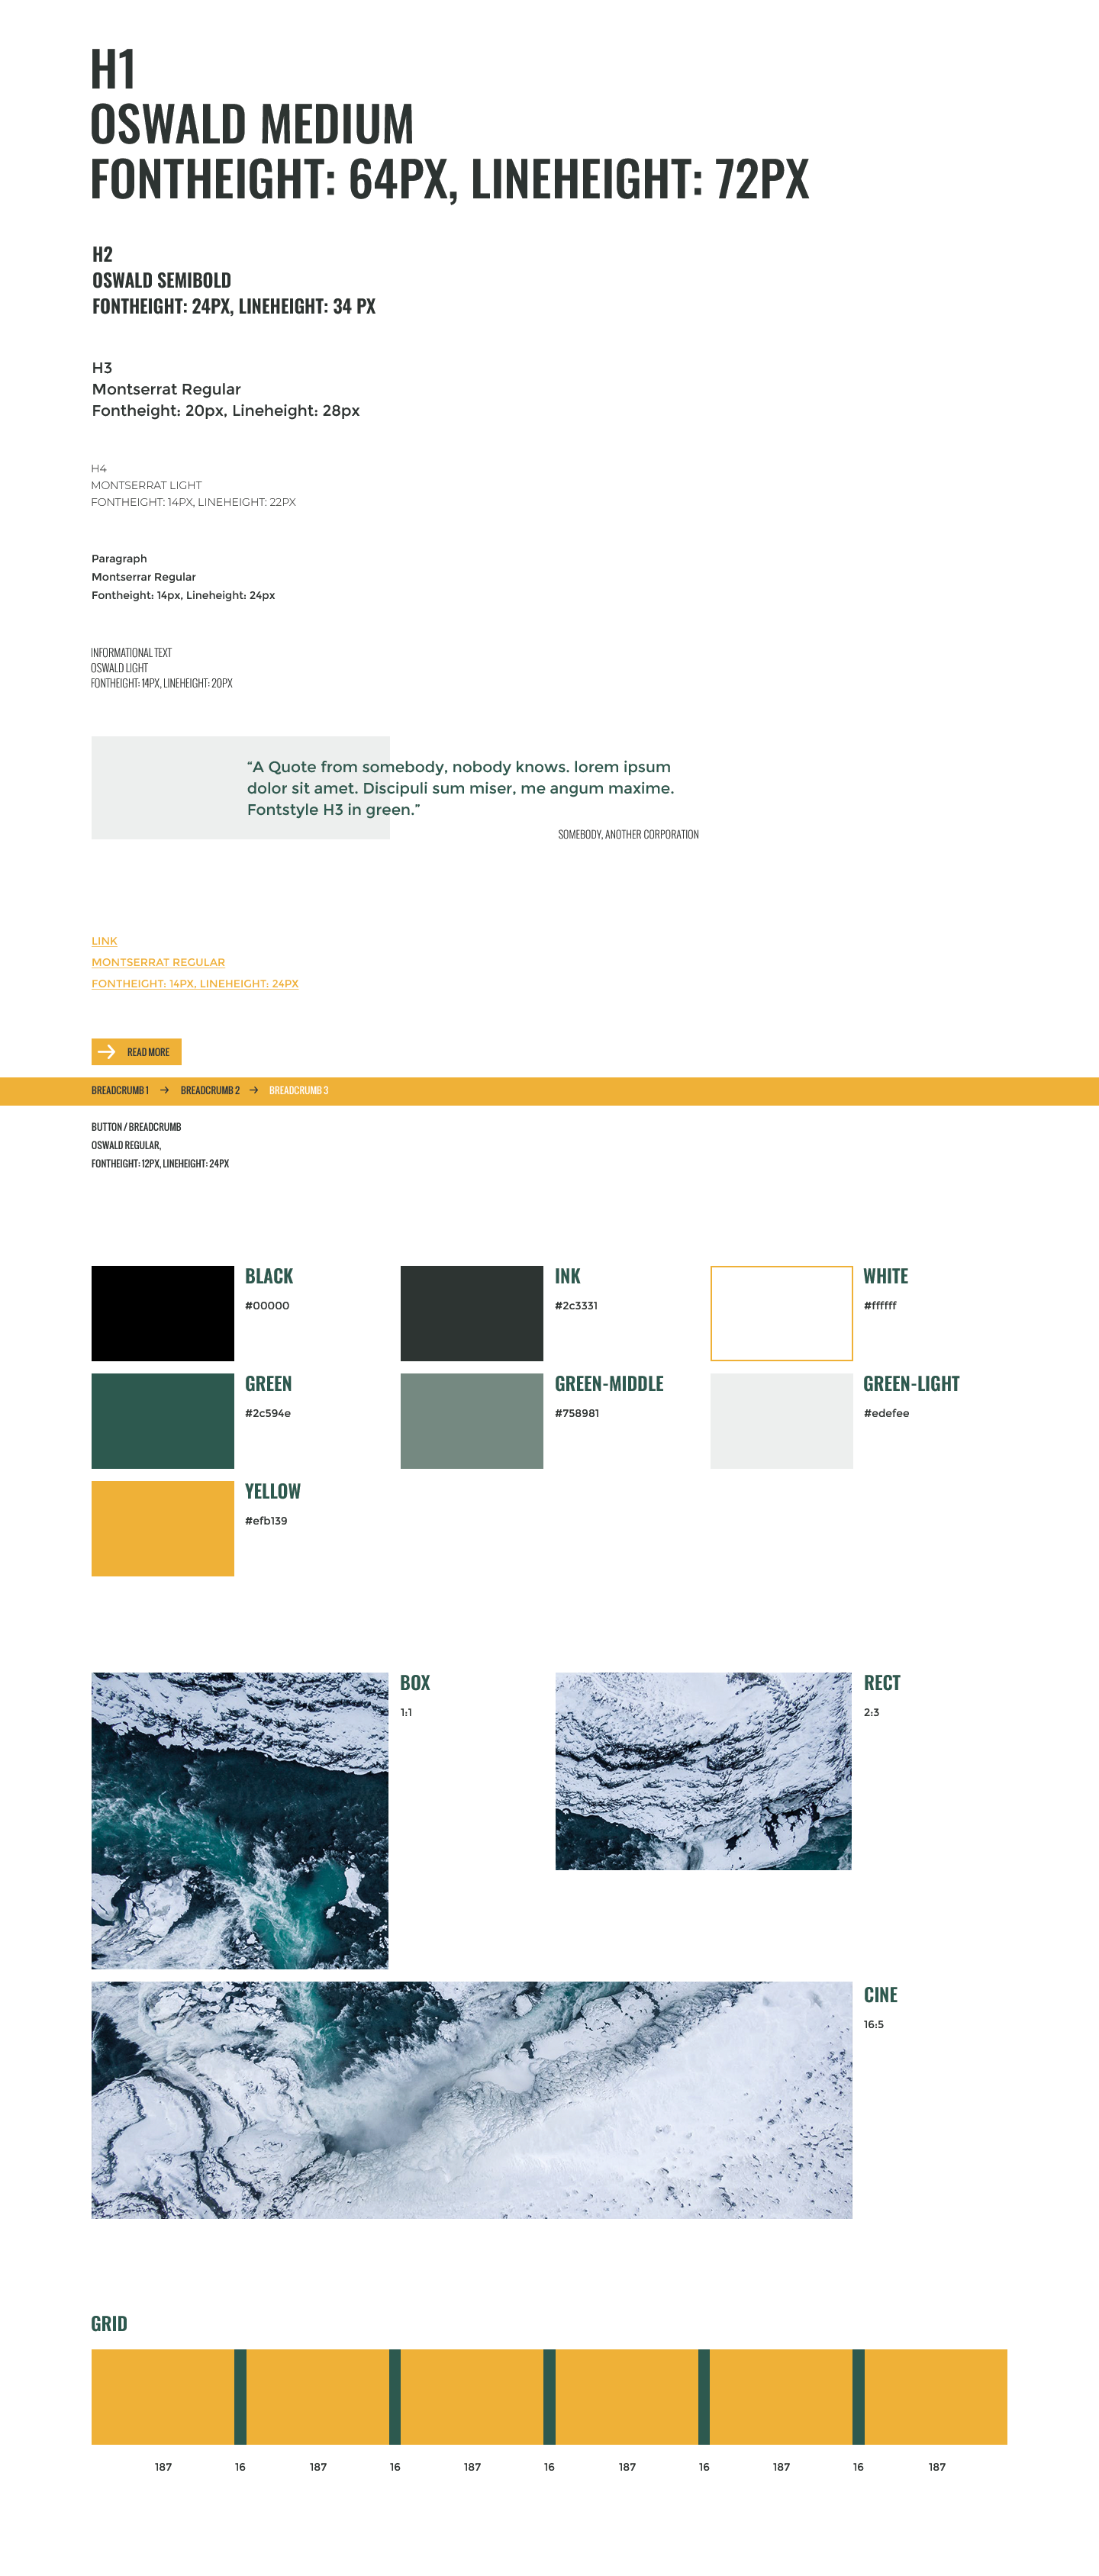 H1
OSWALD MEDIUM
FONTHEIGHT: 64PX, LINEHEIGHT: 72PX
H2
OSWALD SEMIBOLD
FONTHEIGHT: 24PX, LINEHEIGHT: 34 PX
H3
Montserrat Regular
Fontheight: 20px, Lineheight: 28px
H4
MONTSERRAT LIGHT
FONTHEIGHT: 14PX, LINEHEIGHT: 22PX
Paragraph
Montserrar Regular
Fontheight: 14px, Lineheight: 24px
INFORMATIONAL TEXT
OSWALD LIGHT
FONTHEIGHT: 14PX, LINEHEIGHT: 20PX
“A Quote from somebody, nobody knows. lorem ipsum
dolor sit amet. Discipuli sum miser, me angum maxime.
Fontstyle H3 in green.”
SOMEBODY, ANOTHER CORPORATION
LINK
MONTSERRAT REGULAR
FONTHEIGHT: 14PX, LINEHEIGHT: 24PX
READ MORE
BREADCRUMB 1 → BREADCRUMB 2 → BREADCRUMB 3
BUTTON / BREADCRUMB
OSWALD REGULAR,
FONTHEIGHT: 12PX, LINEHEIGHT: 24PX
BLACK
#00000
INK
#2c3331
WHITE
#ffffff
GREEN
#2c594e
GREEN-MIDDLE
#758981
GREEN-LIGHT
#edefee
YELLOW
#efb139
BOX
1:1
RECT
2:3
CINE
16:5
GRID
187 16 187 16 187 16 187 16 187 16 187